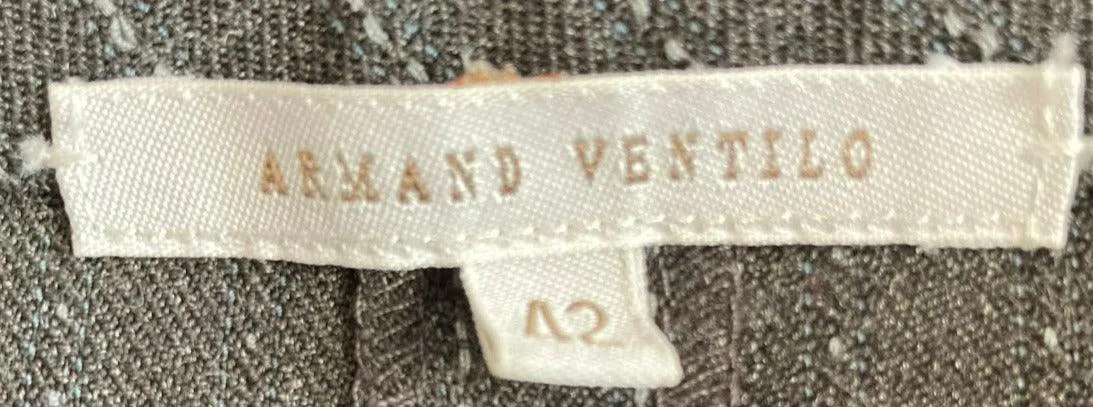 ARMAND VENTILO
42